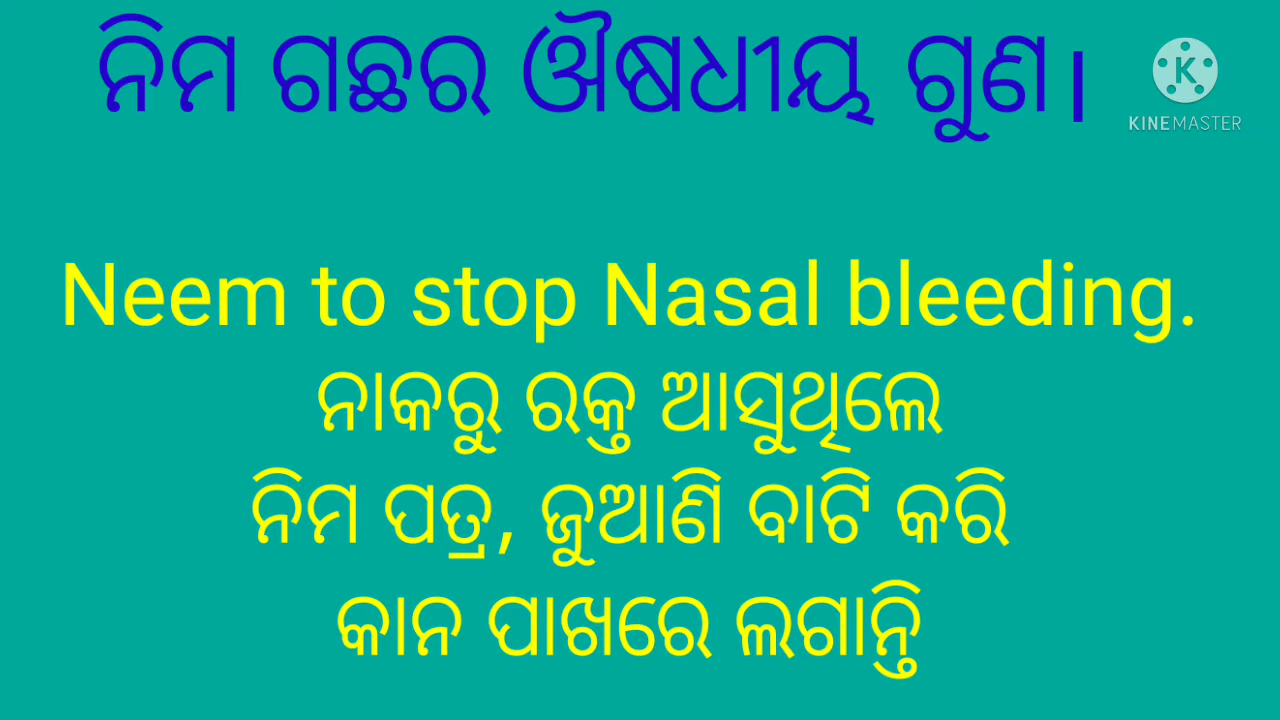 ନିମ ଗଛର ଔଷଧୀୟ ଗୁଣ।
KINEMASTER
Neem to stop Nasal bleeding.
ନାକରୁ ରକ୍ତ ଆସୁଥିଲେ
ନିମ ପତ୍ର, ଜୁଆଣି ବାଟି କରି
କାନ ପାଖରେ ଲଗାନ୍ତି